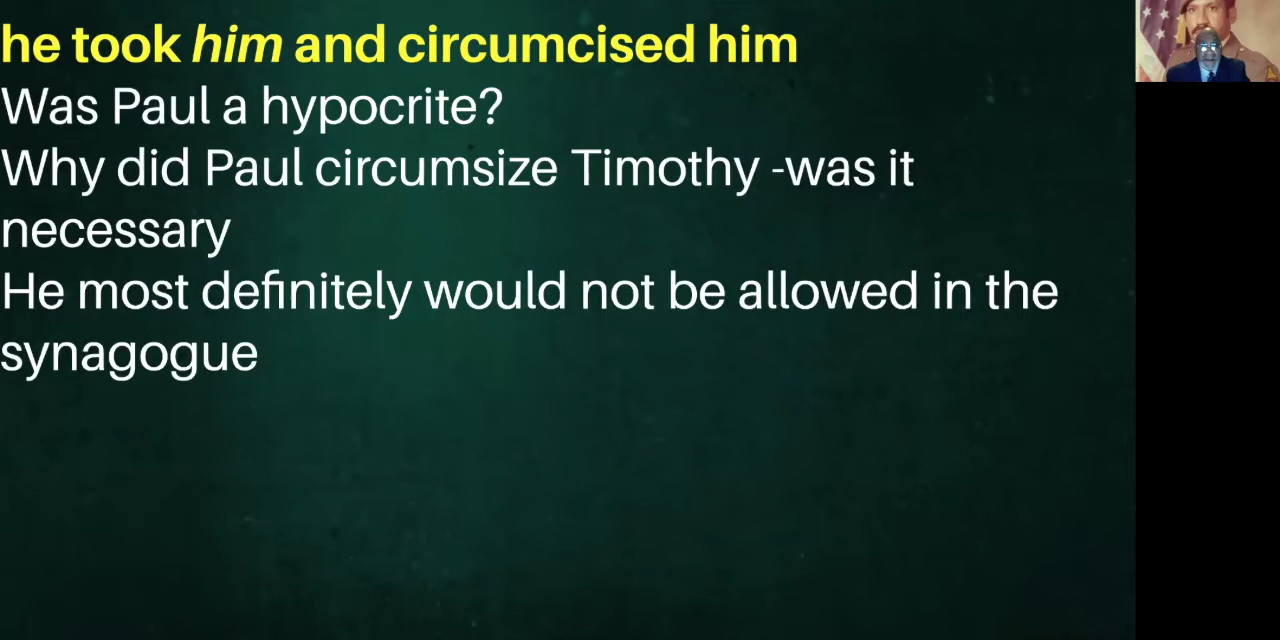 he took him and circumcised him
Was Paul a hypocrite?
Why did Paul circumsize Timothy -was it
necessary
He most definitely would not be allowed in the
synagogue